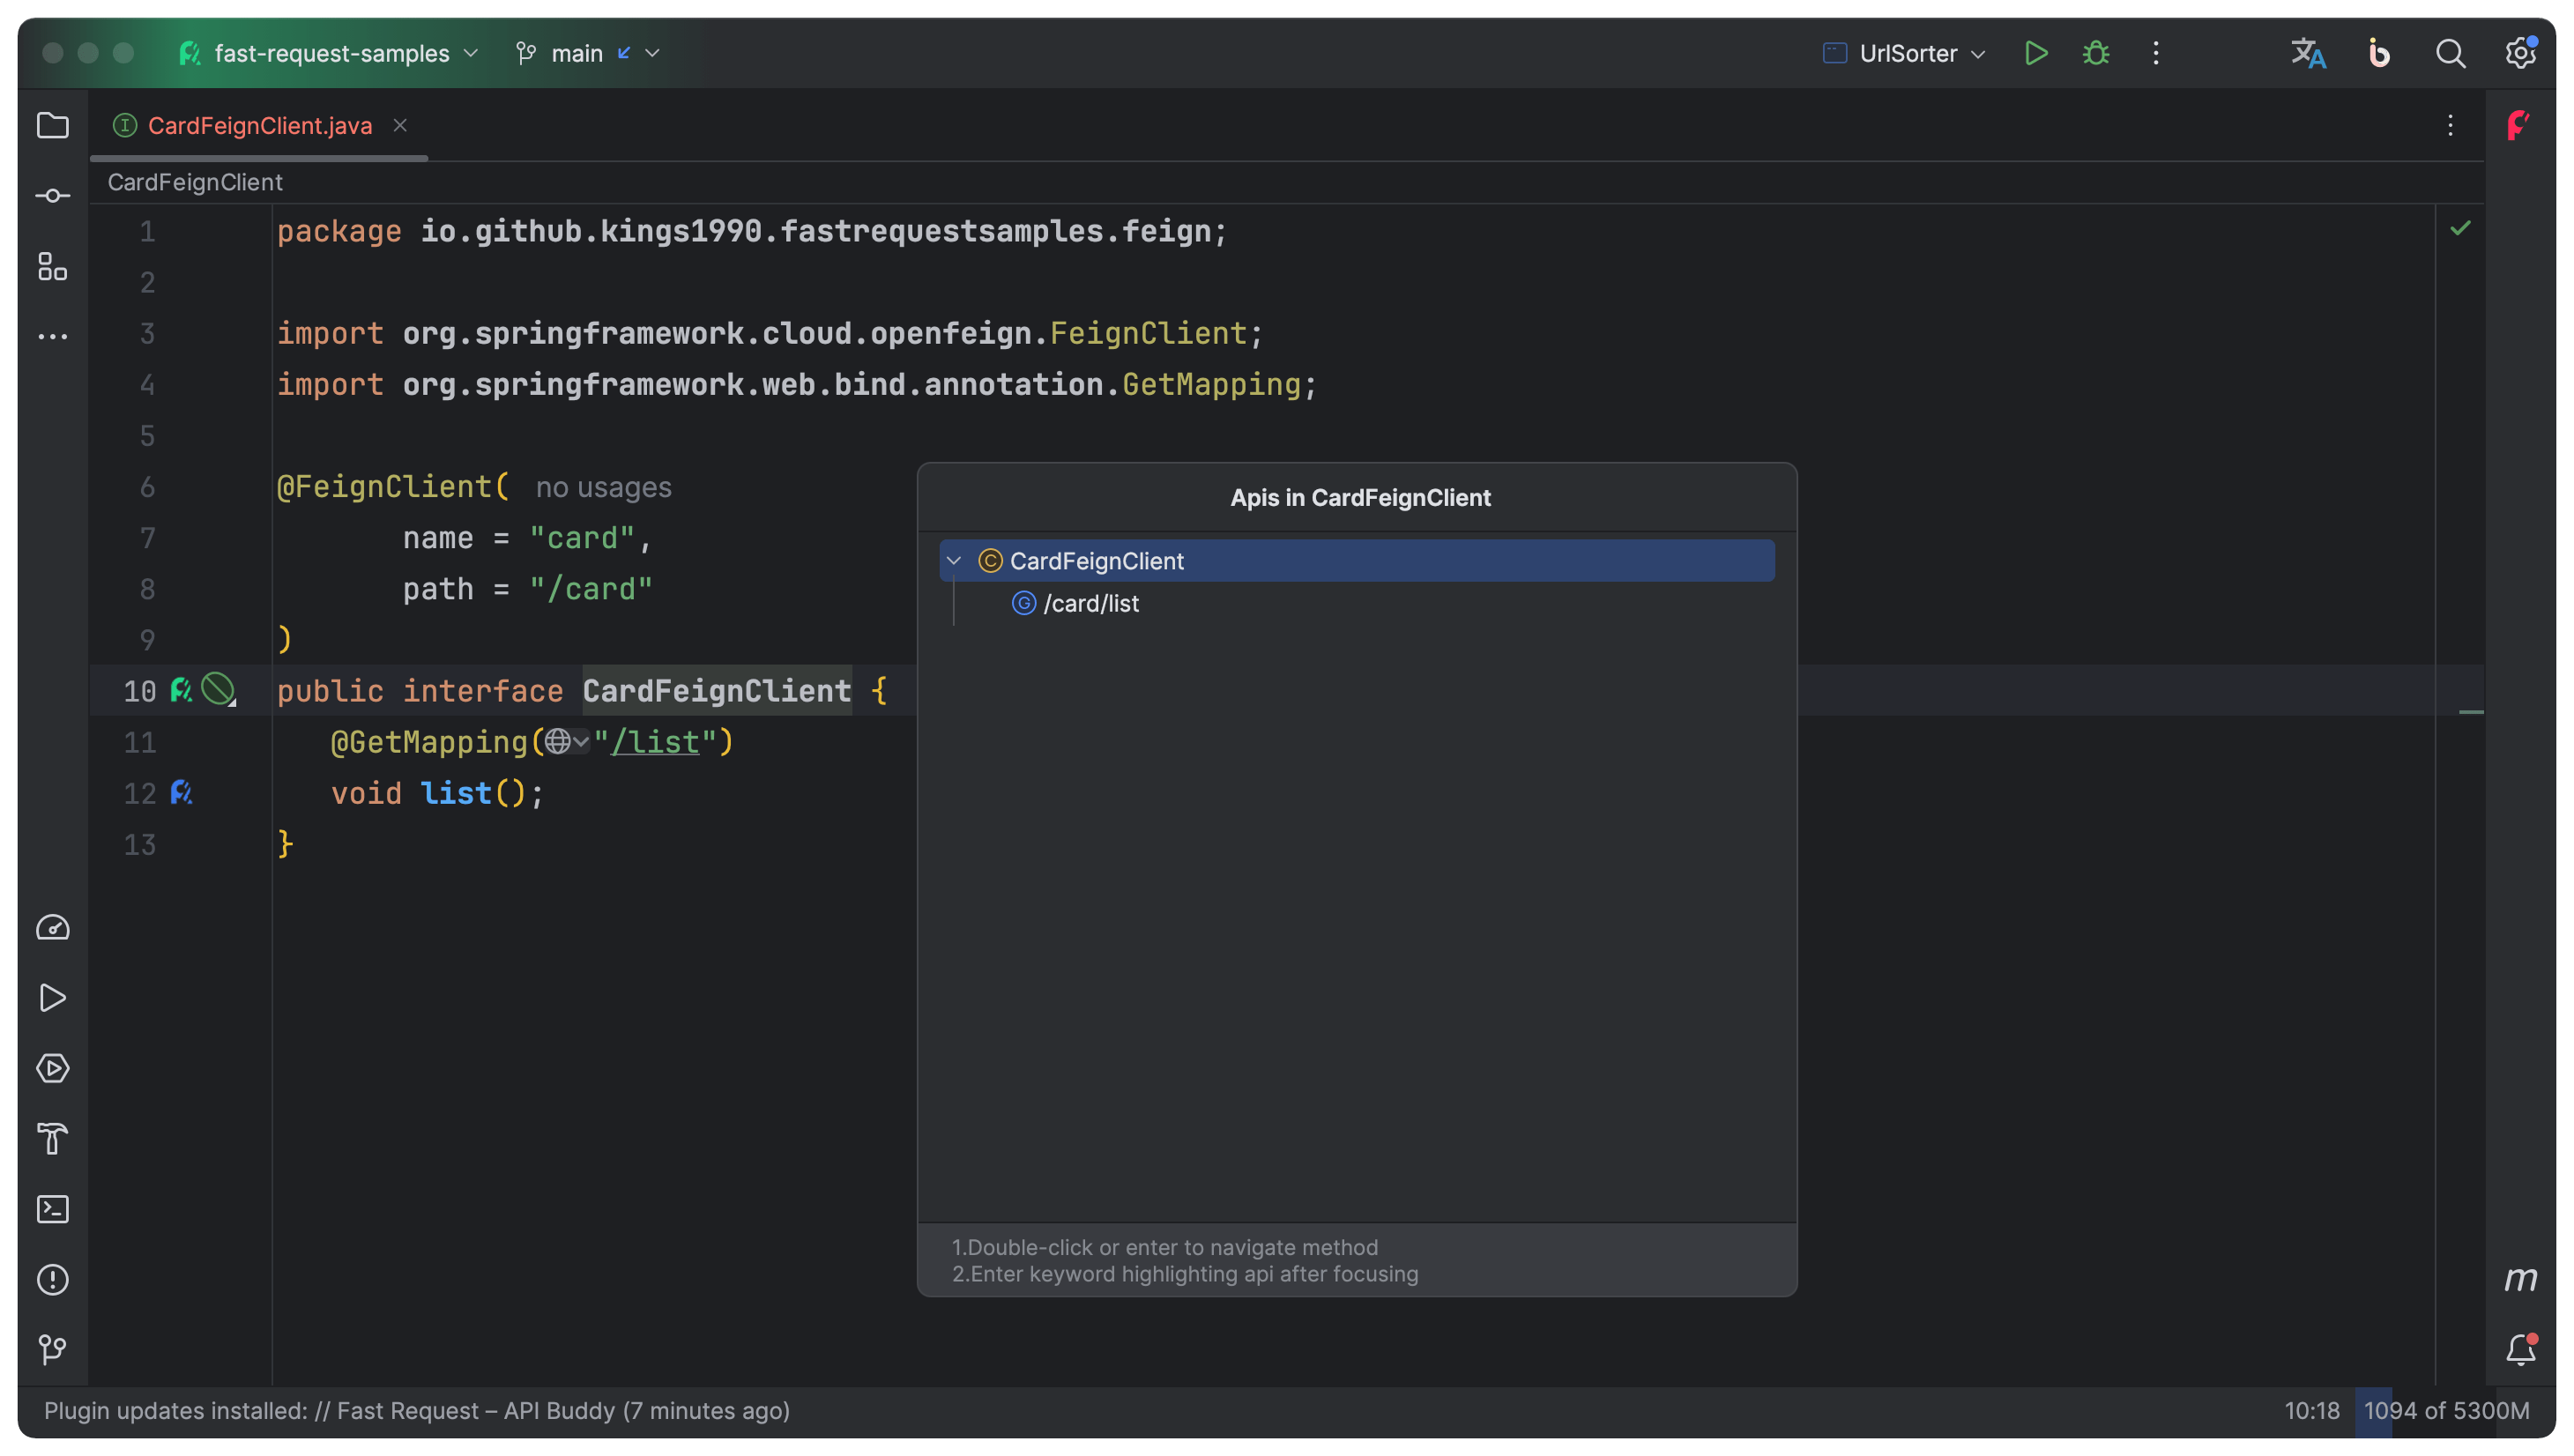 fast-request-samples
main
UrlSorter
CardFeignClient.java
CardFeignClient
1 package io.github.kings1990.fastrequestsamples.feign;
2
3 import org.springframework.cloud.openfeign.FeignClient;
4 import org.springframework.web.bind.annotation.GetMapping;
5
6 @FeignClient( no usages
7 name = "card",
8 path = "/card"
9 )
10 public interface CardFeignClient {
11 @GetMapping("/list")
12 void list();
13 }
Apis in CardFeignClient
CardFeignClient
/card/list
1.Double-click or enter to navigate method
2.Enter keyword highlighting api after focusing
Plugin updates installed: // Fast Request – API Buddy (7 minutes ago)
10:18
1094 of 5300M